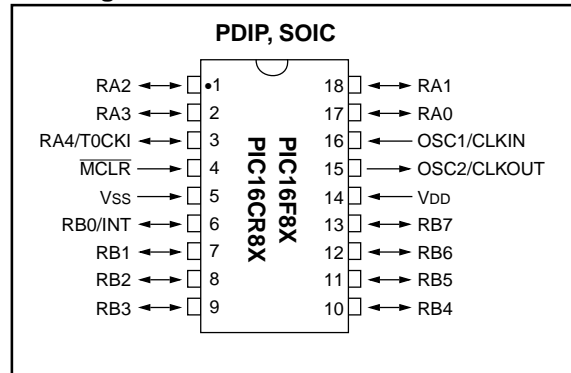 PDIP, SOIC
RA2 •1 18 RA1
RA3 2 17 RA0
RA4/T0CKI 3 16 OSC1/CLKIN
MCLR 4 15 OSC2/CLKOUT
VSS 5 14 VDD
RB0/INT 6 13 RB7
RB1 7 12 RB6
RB2 8 11 RB5
RB3 9 10 RB4
PIC16F8X
PIC16CR8X